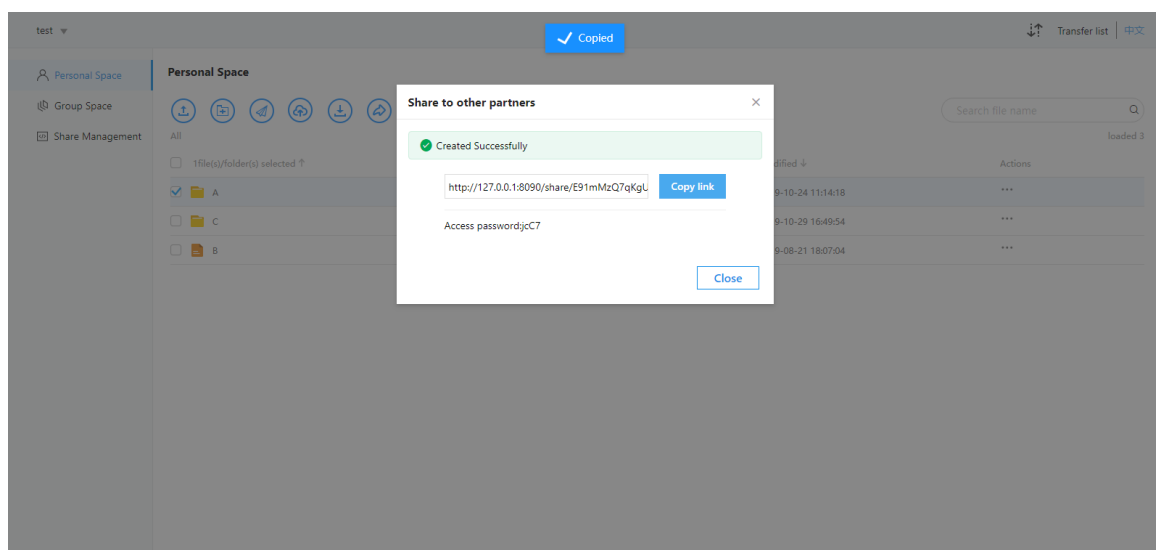 test
Copied
Transfer list 中文
Personal Space
Group Space
Share Management
Personal Space
Search file name
All
loaded 3
1file(s)/folder(s) selected ↑
dified ↓
Actions
A
9-10-24 11:14:18
C
9-10-29 16:49:54
B
9-08-21 18:07:04
Share to other partners
Created Successfully
http://127.0.0.1:8090/share/E91mMzQ7qKgU
Copy link
Access password:jcC7
Close